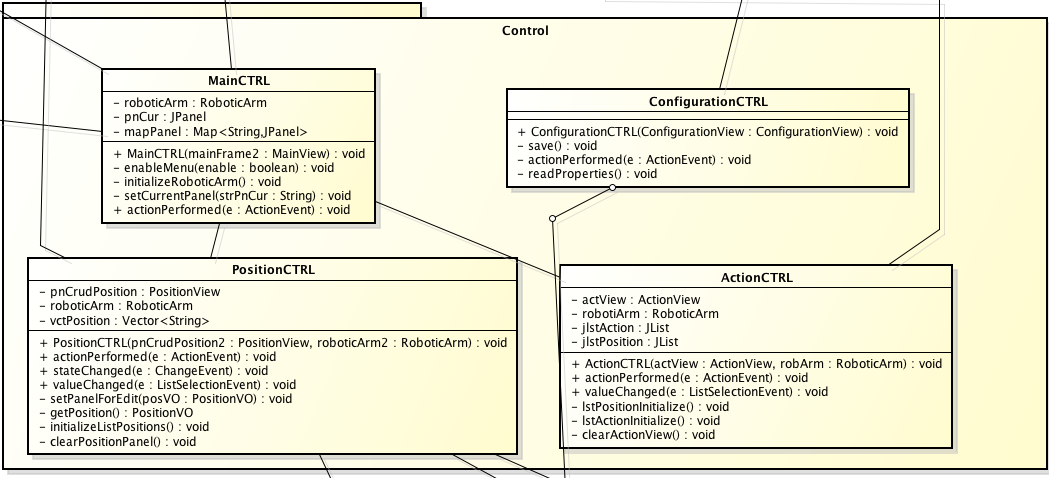 Control
MainCTRL
- roboticArm : RoboticArm
- pnCur : JPanel
- mapPanel : Map<String,JPanel>
+ MainCTRL(mainFrame2 : MainView) : void
- enableMenu(enable : boolean) : void
- initializeRoboticArm() : void
- setCurrentPanel(strPnCur : String) : void
+ actionPerformed(e : ActionEvent) : void
ConfigurationCTRL
+ ConfigurationCTRL(ConfigurationView : ConfigurationView) : void
- save() : void
- actionPerformed(e : ActionEvent) : void
- readProperties() : void
PositionCTRL
- pnCrudPosition : PositionView
- roboticArm : RoboticArm
- vctPosition : Vector<String>
+ PositionCTRL(pnCrudPosition2 : PositionView, roboticArm2 : RoboticArm) : void
+ actionPerformed(e : ActionEvent) : void
+ stateChanged(e : ChangeEvent) : void
+ valueChanged(e : ListSelectionEvent) : void
- setPanelForEdit(posVO : PositionVO) : void
- getPosition() : PositionVO
- initializeListPositions() : void
- clearPositionPanel() : void
ActionCTRL
- actView : ActionView
- robotiArm : RoboticArm
- jlstAction : JList
- jlstPosition : JList
+ ActionCTRL(actView : ActionView, robArm : RoboticArm) : void
+ actionPerformed(e : ActionEvent) : void
+ valueChanged(e : ListSelectionEvent) : void
- lstPositionInitialize() : void
- lstActionInitialize() : void
- clearActionView() : void